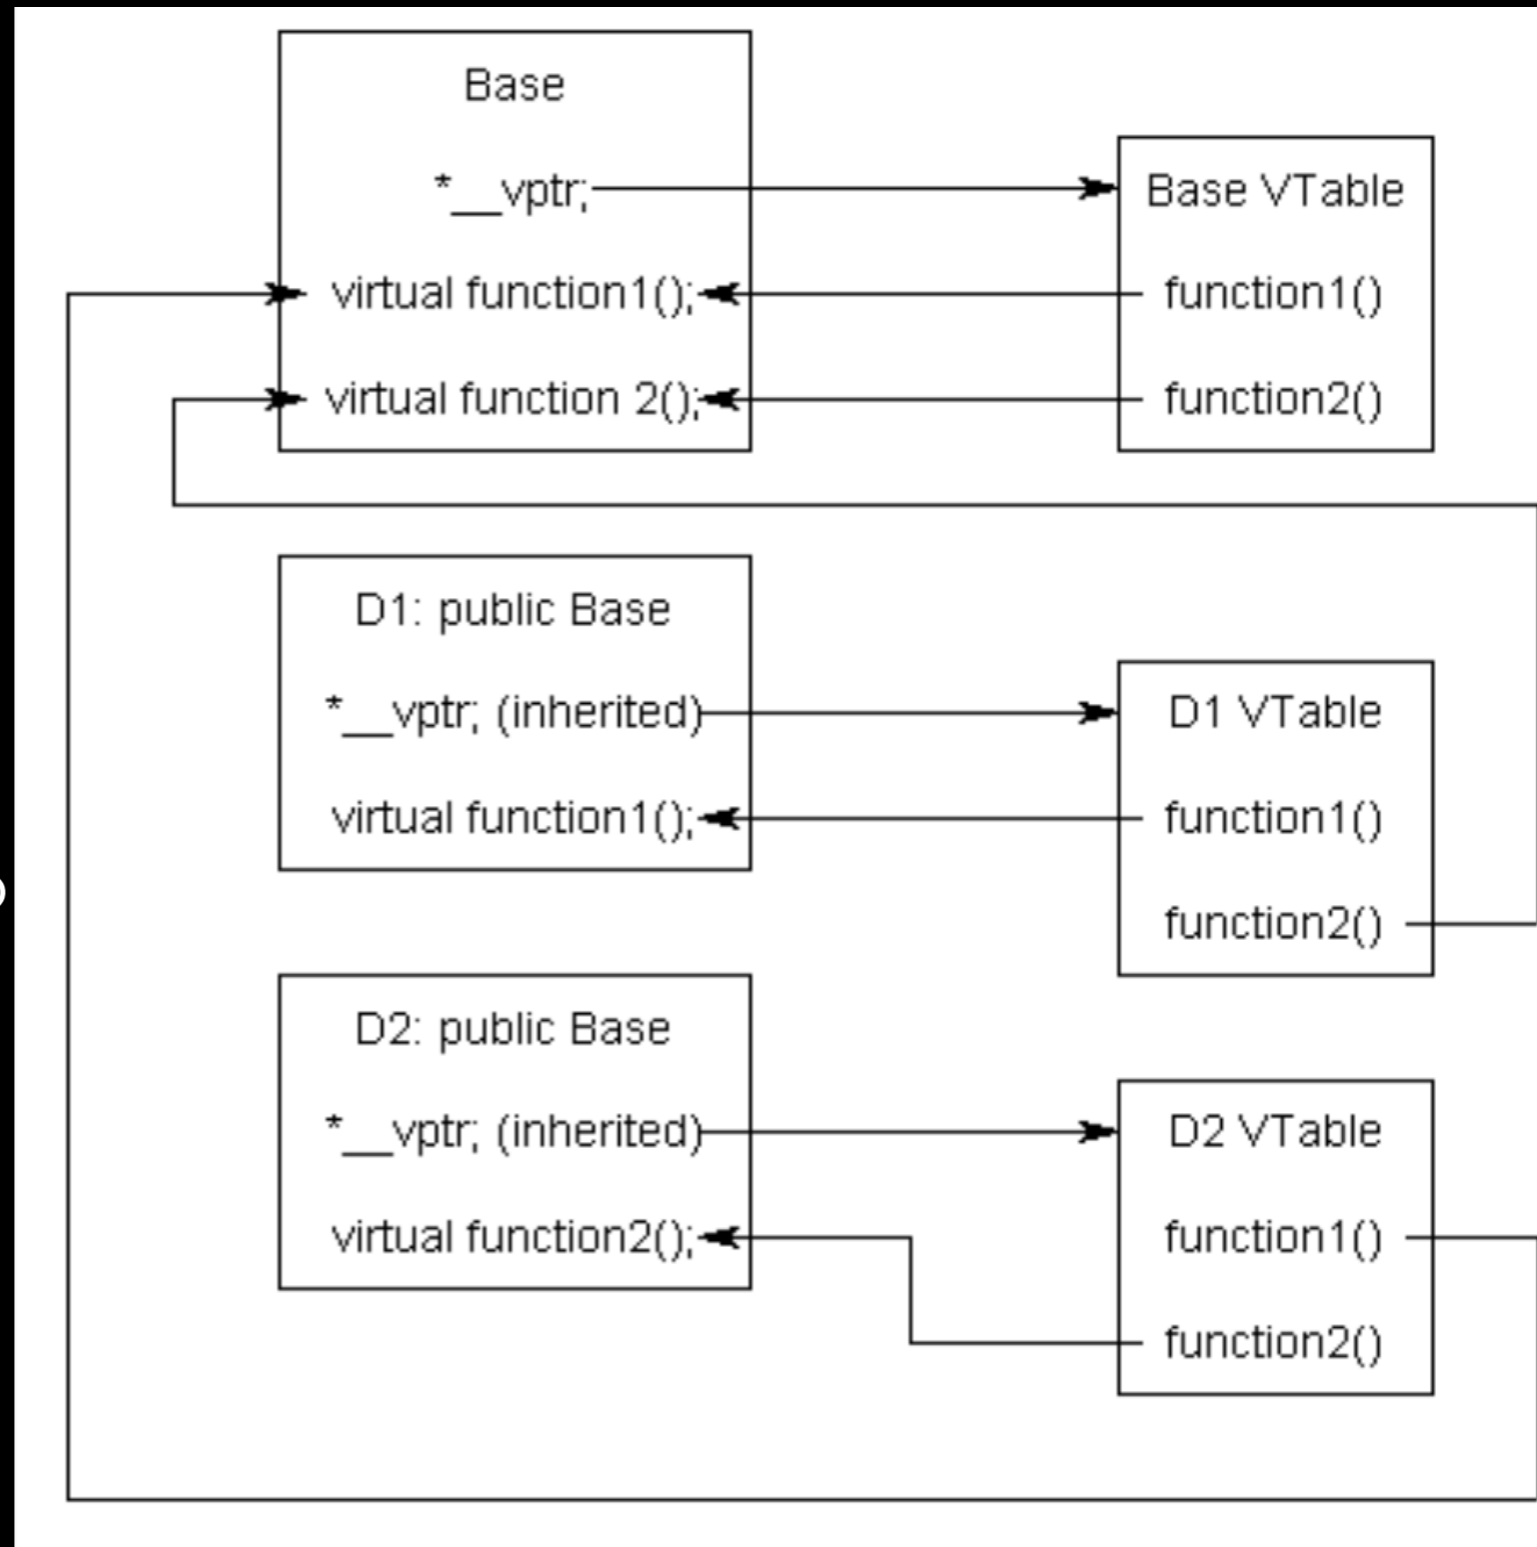 Base
*__vptr;
virtual function1();
virtual function 2();
Base VTable
function1()
function2()
D1: public Base
*__vptr; (inherited)
virtual function1();
D1 VTable
function1()
function2()
D2: public Base
*__vptr; (inherited)
virtual function2();
D2 VTable
function1()
function2()